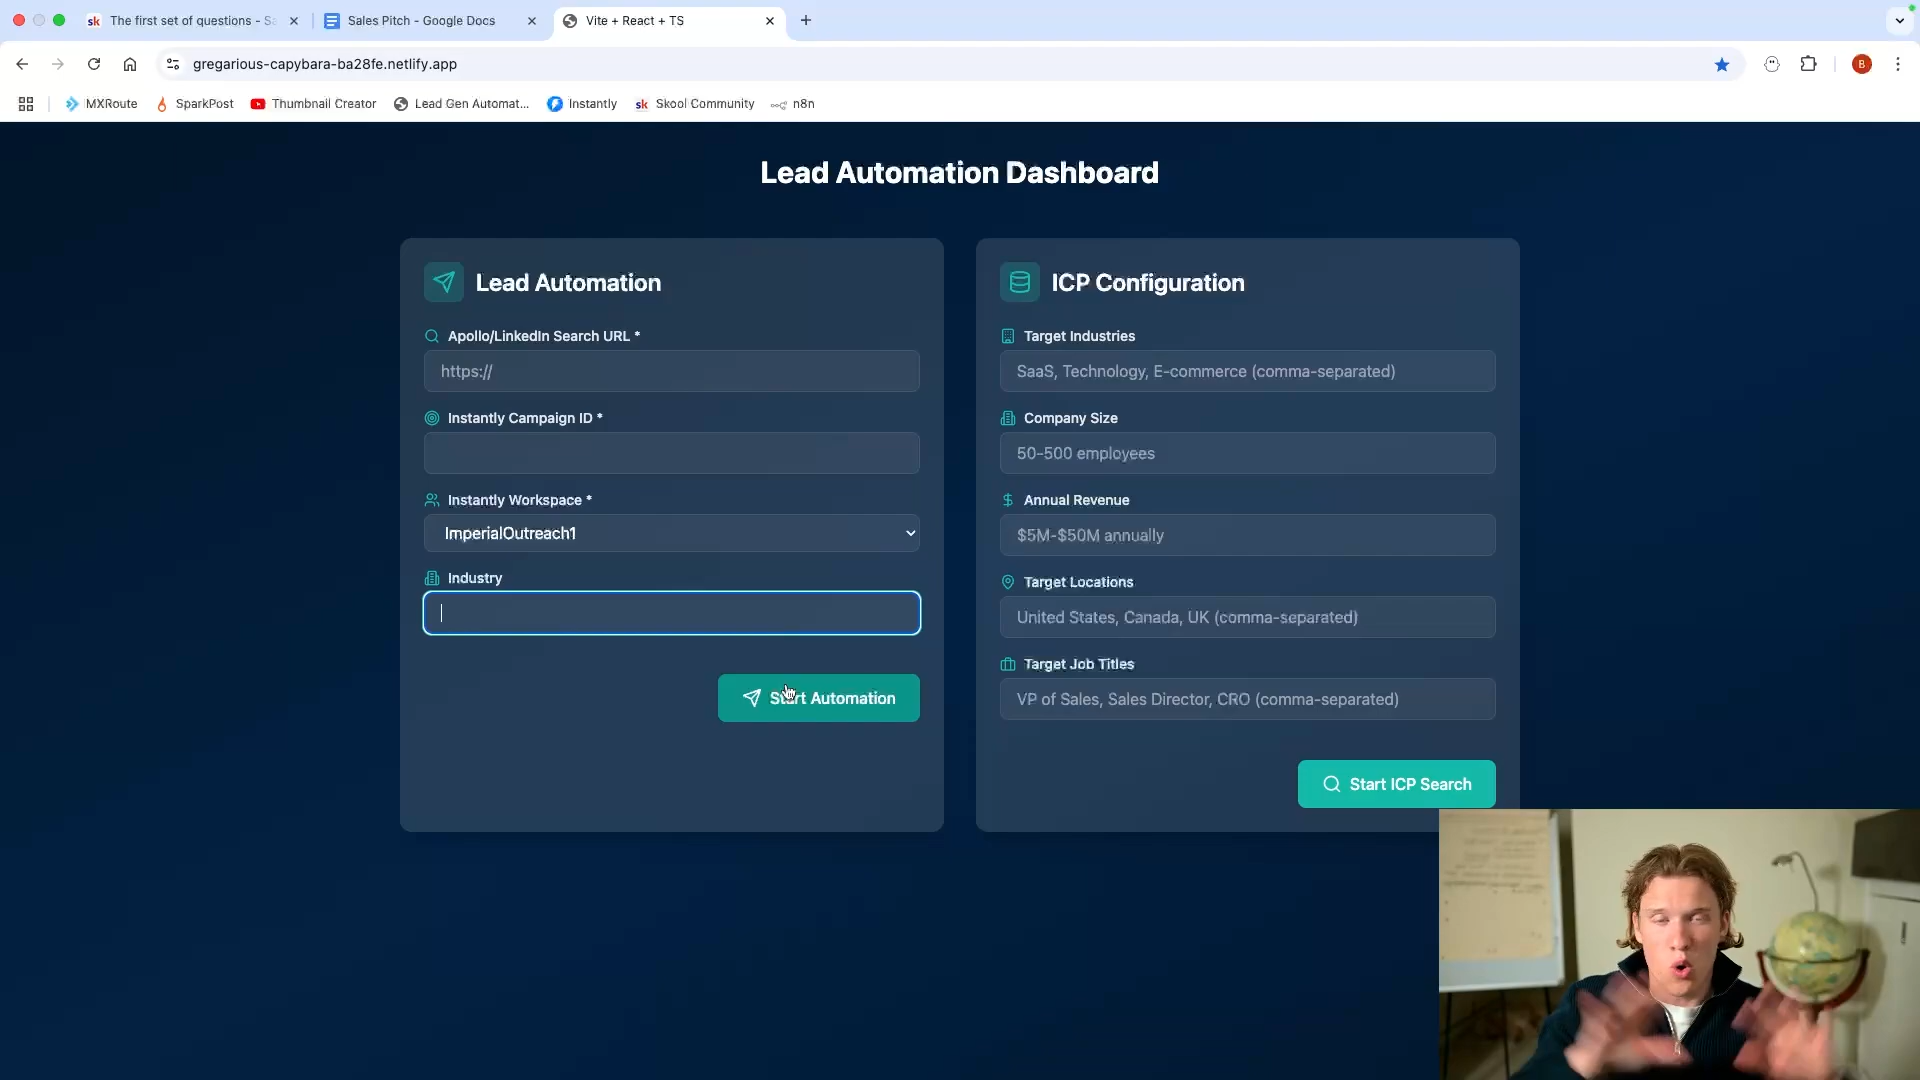 The first set of questions - Sa
Sales Pitch - Google Docs
Vite + React + TS
gregarious-capybara-ba28fe.netlify.app
B
MXRoute
SparkPost
Thumbnail Creator
Lead Gen Automat...
Instantly
sk Skool Community
n8n
Lead Automation Dashboard
Lead Automation
Apollo/LinkedIn Search URL *
https://
Instantly Campaign ID *
Instantly Workspace *
ImperialOutreach1
Industry
Start Automation
ICP Configuration
Target Industries
SaaS, Technology, E-commerce (comma-separated)
Company Size
50-500 employees
Annual Revenue
$5M-$50M annually
Target Locations
United States, Canada, UK (comma-separated)
Target Job Titles
VP of Sales, Sales Director, CRO (comma-separated)
Start ICP Search